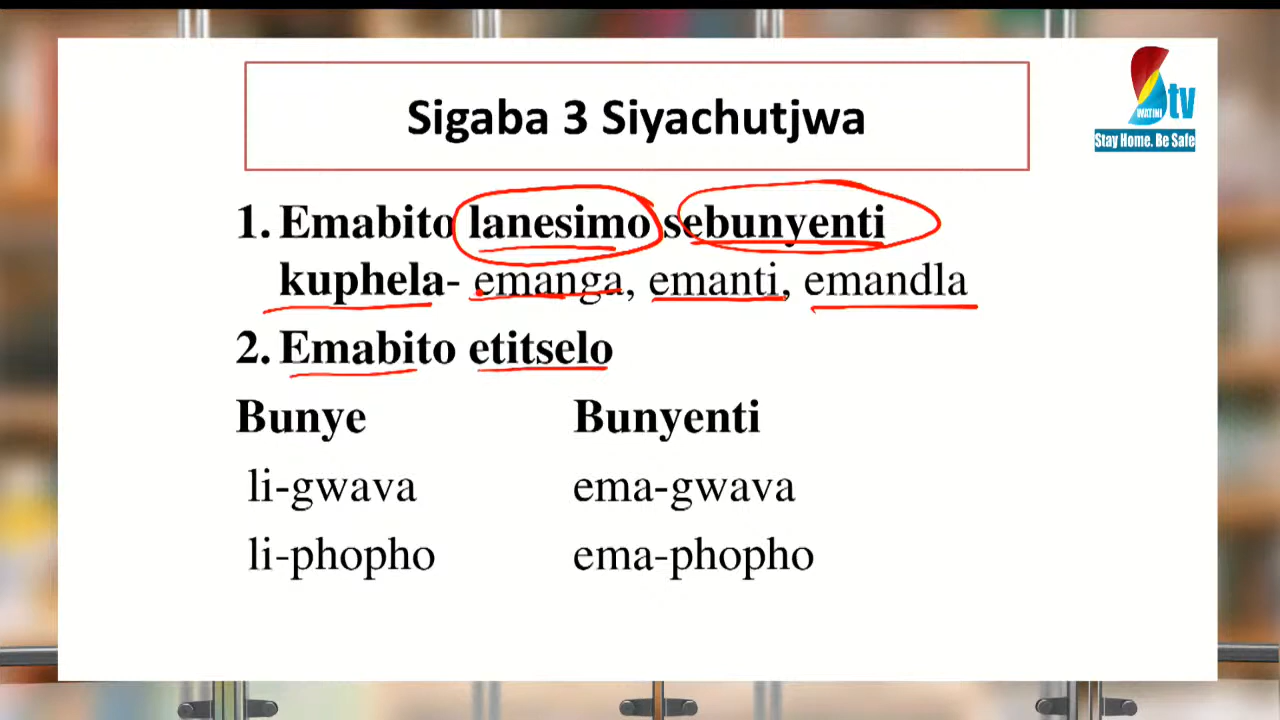 Sigaba 3 Siyachutjwa
tv
WATINI
Stay Home. Be Safe
1. Emabito lanesimo sebunyenti
kuphela- emanga, emanti, emandla
2. Emabito etitselo
Bunye Bunyenti
li-gwava ema-gwava
li-phopho ema-phopho